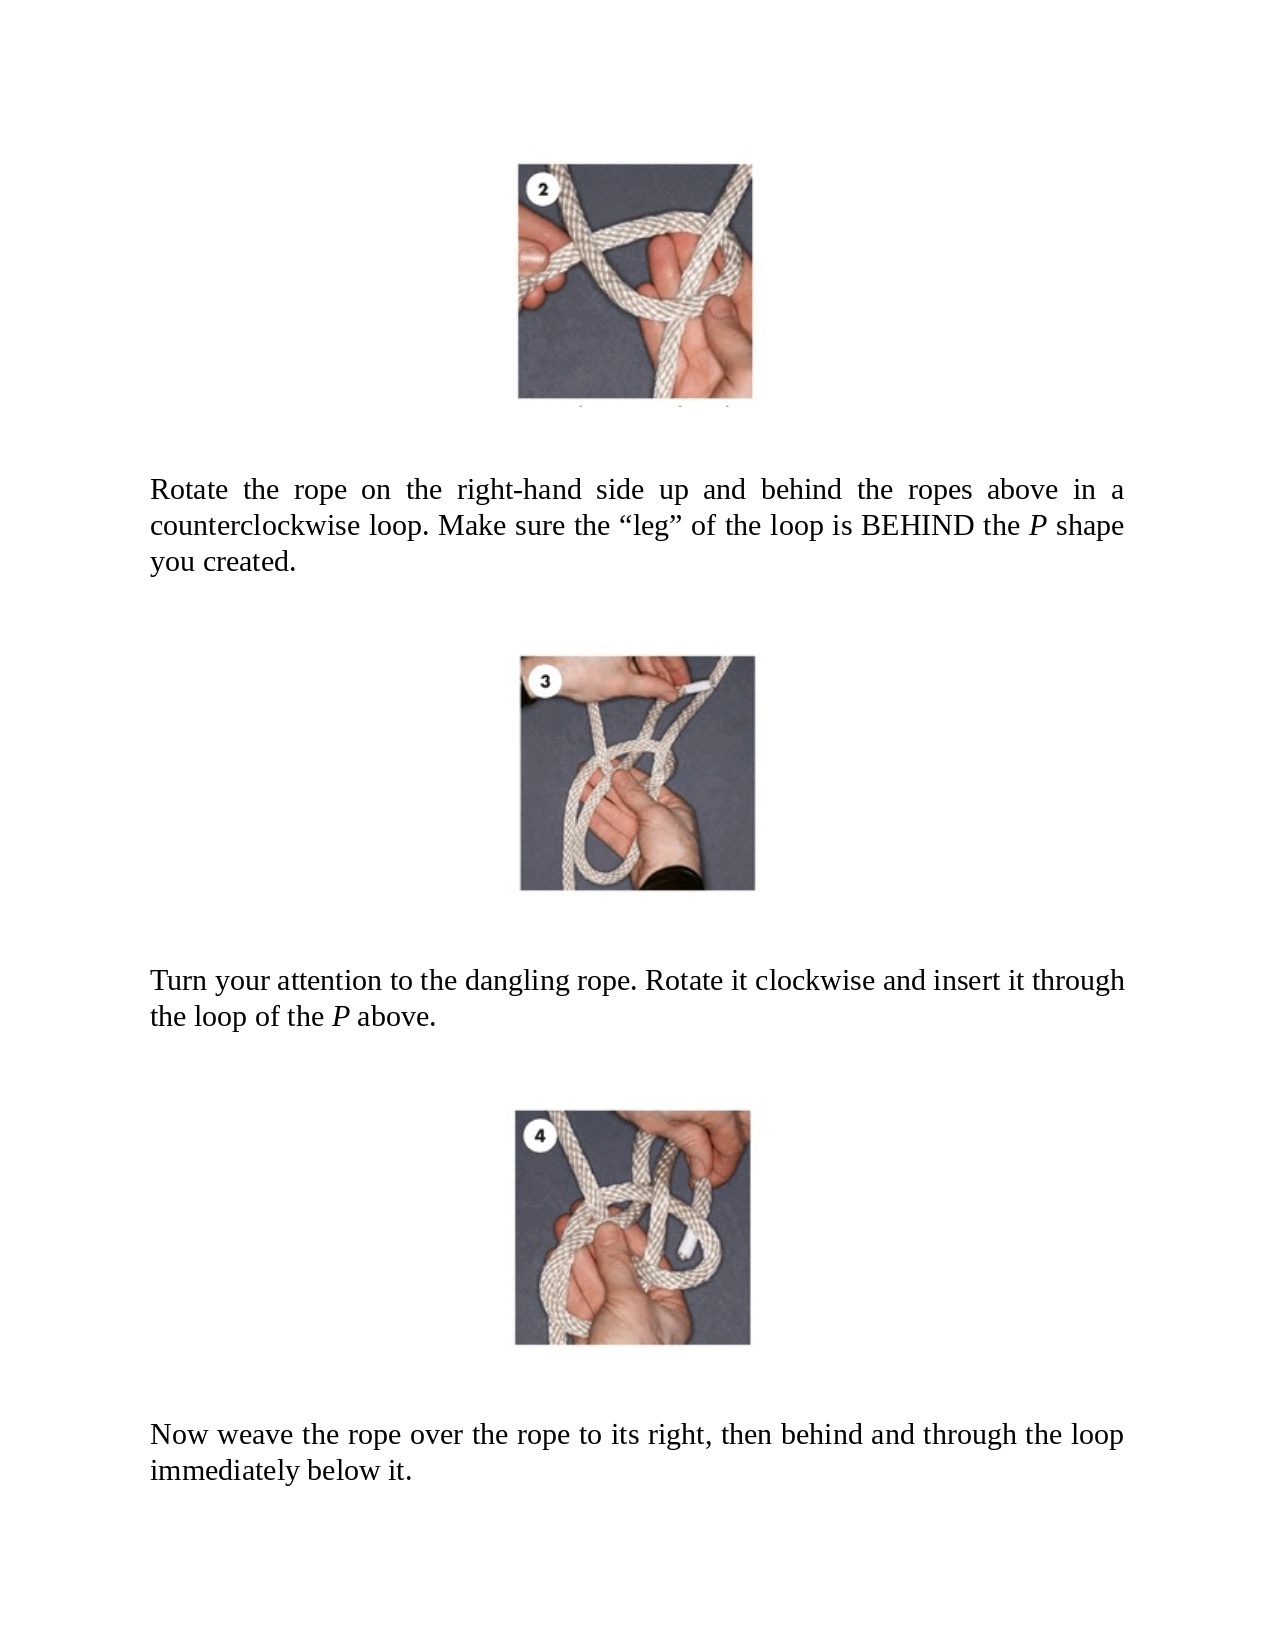 2
Rotate the rope on the right-hand side up and behind the ropes above in a
counterclockwise loop. Make sure the “leg” of the loop is BEHIND the P shape
you created.
3
Turn your attention to the dangling rope. Rotate it clockwise and insert it through
the loop of the P above.
4
Now weave the rope over the rope to its right, then behind and through the loop
immediately below it.